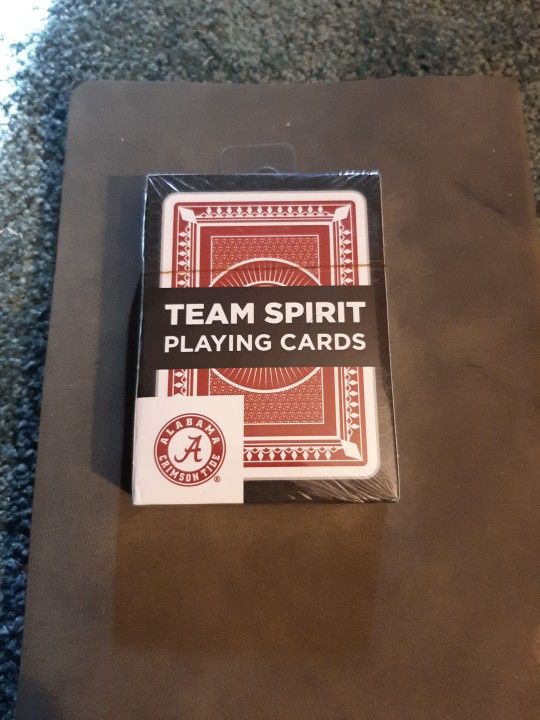 TEAM SPIRIT
PLAYING CARDS
ALABAMA
A
CRIMSON TIDE
®